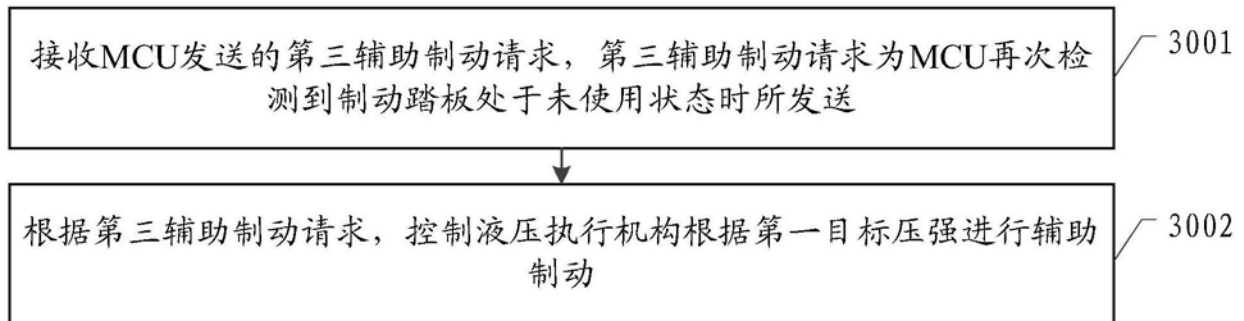 接收MCU发送的第三辅助制动请求，第三辅助制动请求为MCU再次检
测到制动踏板处于未使用状态时所发送
3001
根据第三辅助制动请求，控制液压执行机构根据第一目标压强进行辅助
制动
3002